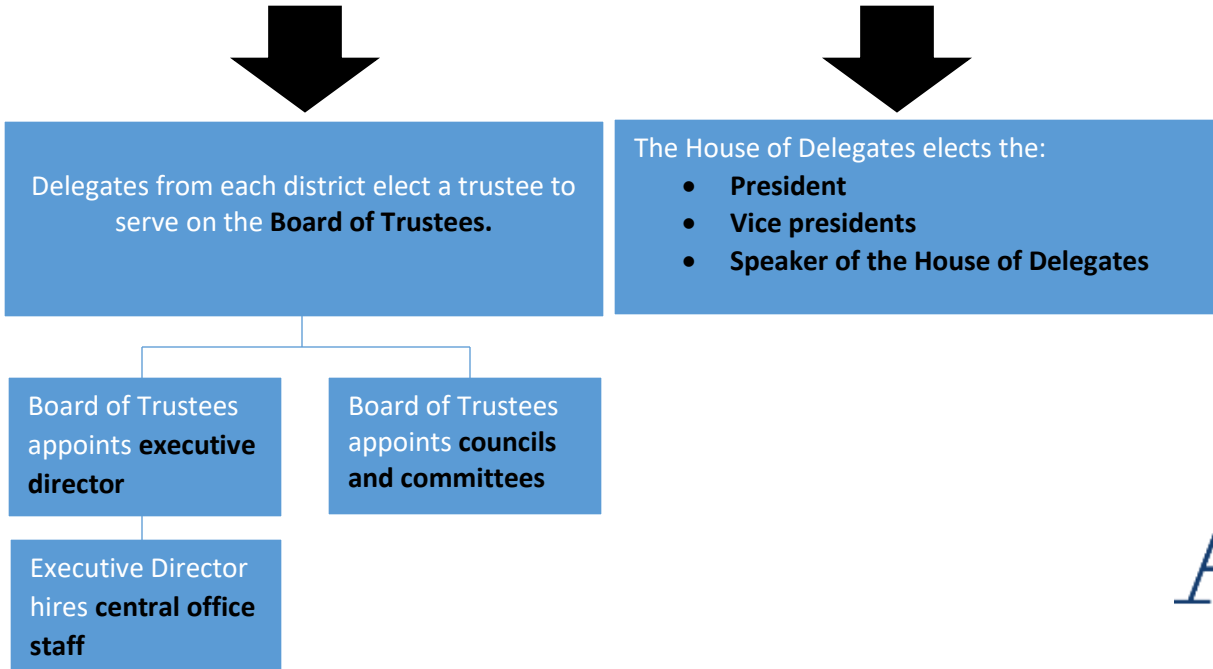 Delegates from each district elect a trustee to
serve on the Board of Trustees.
The House of Delegates elects the:
• President
• Vice presidents
• Speaker of the House of Delegates
Board of Trustees
appoints executive
director
Board of Trustees
appoints councils
and committees
Executive Director
hires central office
staff